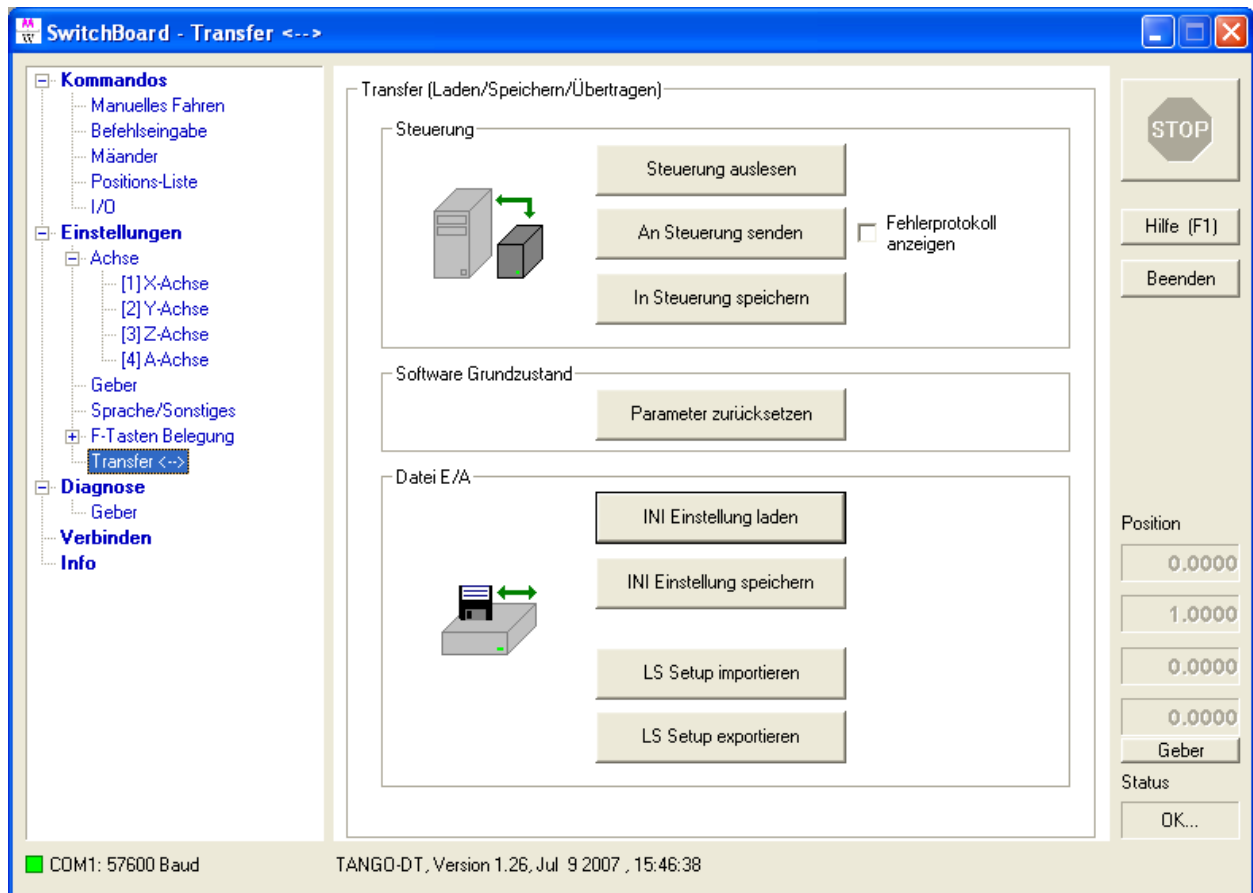 SwitchBoard - Transfer <-->
Kommandos
Manuelles Fahren
Befehlseingabe
Mäander
Positions-Liste
I/O
Einstellungen
Achse
[1] X-Achse
[2] Y-Achse
[3] Z-Achse
[4] A-Achse
Geber
Sprache/Sonstiges
F-Tasten Belegung
Transfer <-->
Diagnose
Geber
Verbinden
Info
Transfer (Laden/Speichern/Übertragen)
Steuerung
Steuerung auslesen
An Steuerung senden
Fehlerprotokoll
anzeigen
In Steuerung speichern
Software Grundzustand
Parameter zurücksetzen
Datei E/A
INI Einstellung laden
INI Einstellung speichern
LS Setup importieren
LS Setup exportieren
STOP
Hilfe (F1)
Beenden
Position
0.0000
1.0000
0.0000
0.0000
Geber
Status
OK...
COM1: 57600 Baud
TANGO-DT, Version 1.26, Jul 9 2007 , 15:46:38